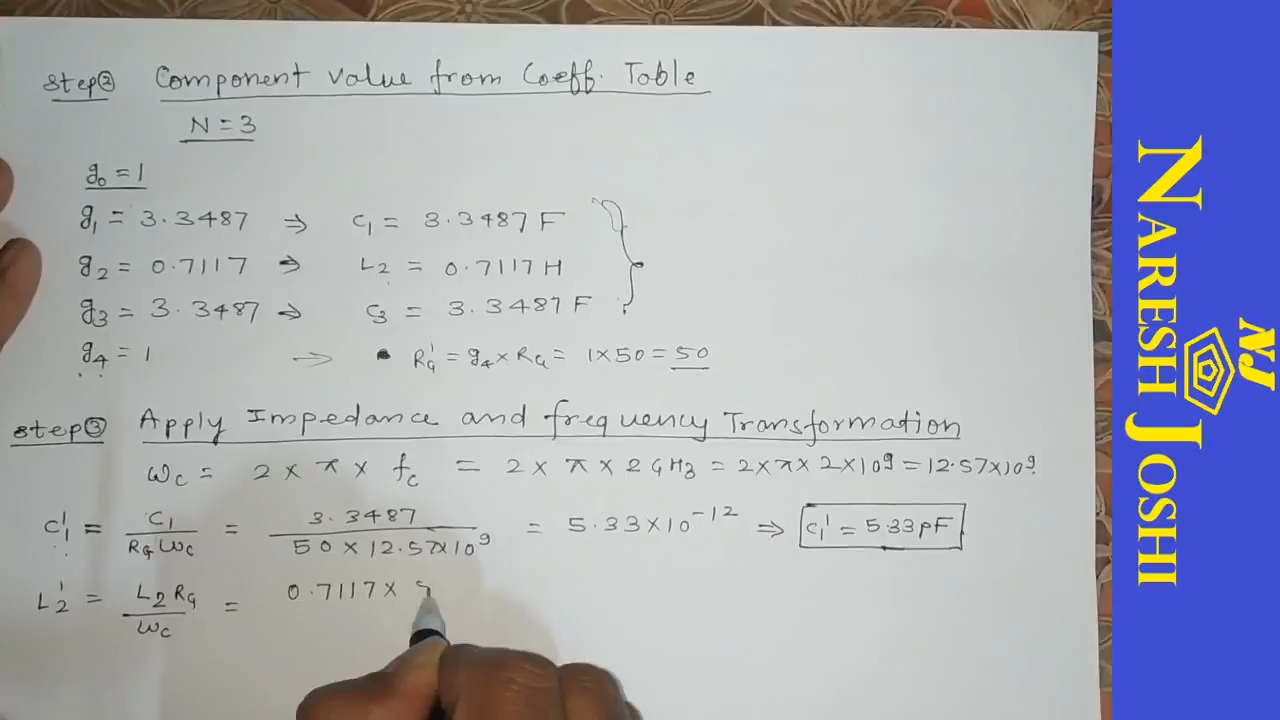 Step② Component value from Coeff. Table
N = 3
g₀ = 1
g₁ = 3.3487 ⇒ C₁ = 3.3487 F
g₂ = 0.7117 ⇒ L₂ = 0.7117 H
g₃ = 3.3487 ⇒ C₃ = 3.3487 F
g₄ = 1 ⇒ R'G = g₄ × RG = 1 × 50 = 50
Step③ Apply Impedance and frequency Transformation
ωc = 2 × π × fc = 2 × π × 2 GHz = 2 × π × 2 × 10⁹ = 12.57 × 10⁹
C₁' = C₁ / RG ωc = 3.3487 / 50 × 12.57 × 10⁹ = 5.33 × 10⁻¹² ⇒ C₁' = 5.33 pF
L₂' = L₂ RG / ωc = 0.7117 ×
NARESH JOSHI
NJ